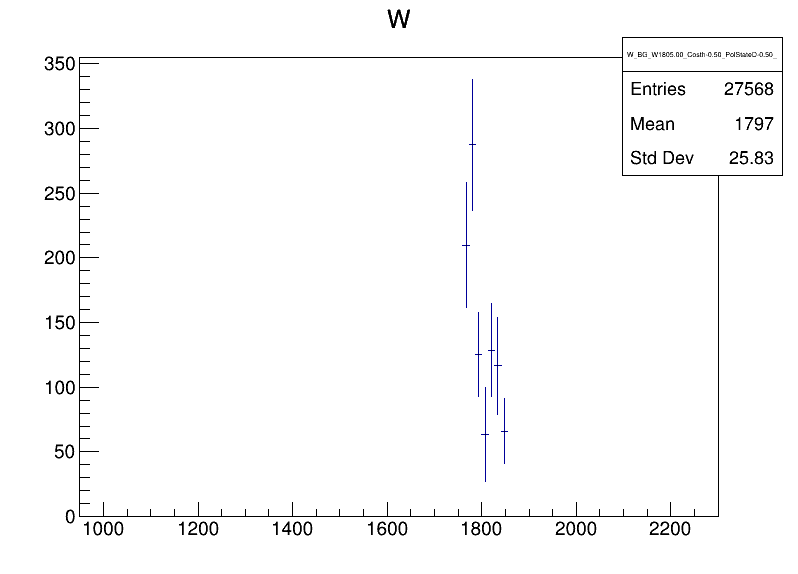 W
W_BG_W1805.00_Costh-0.50_PolStateD-0.50_
Entries 27568
Mean 1797
Std Dev 25.83
350
300
250
200
150
100
50
0
1000 1200 1400 1600 1800 2000 2200